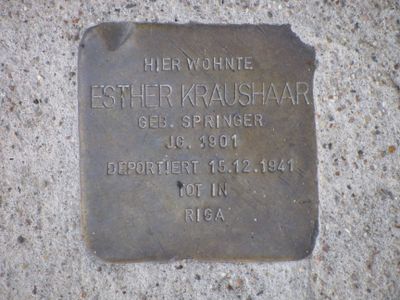 HIER WOHNTE
ESTHER KRAUSHAAR
GEB. SPRINGER
JG. 1901
DEPORTIERT 15.12.1941
TOT IN
RIGA